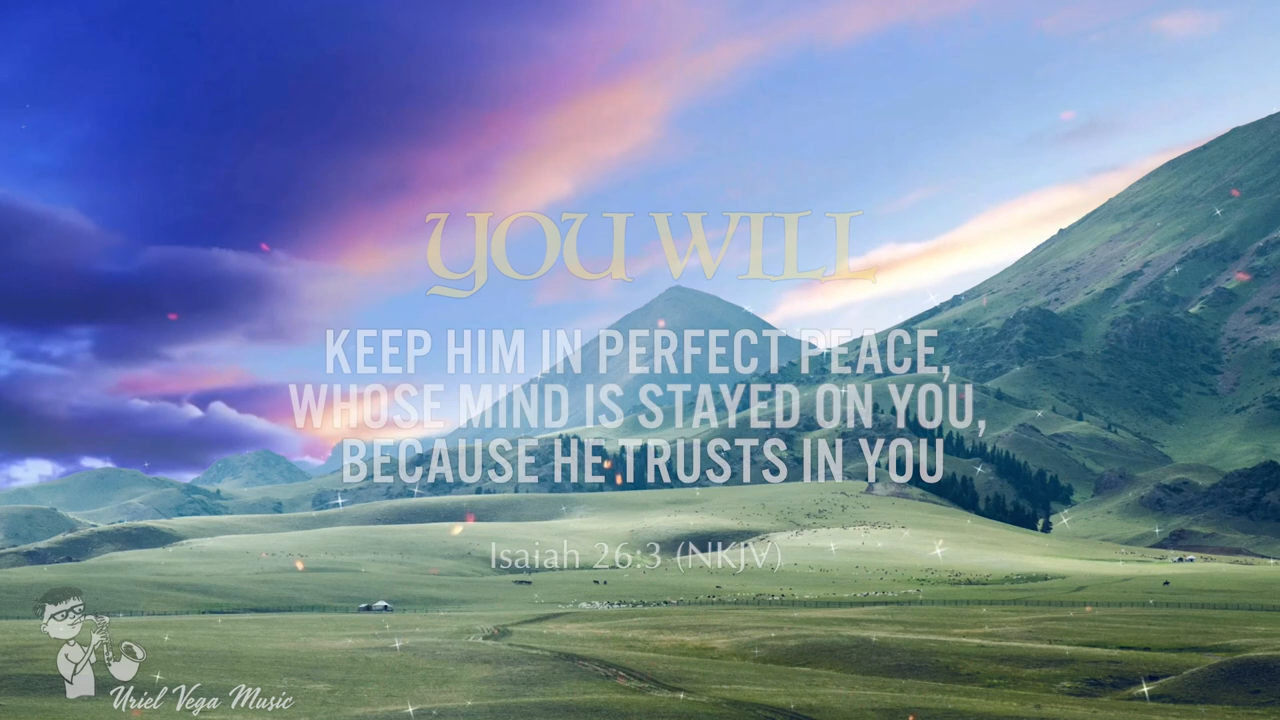 YOU WILL
KEEP HIM IN PERFECT PEACE,
WHOSE MIND IS STAYED ON YOU,
BECAUSE HE TRUSTS IN YOU
Isaiah 26:3 (NKJV)
Uriel Vega Music